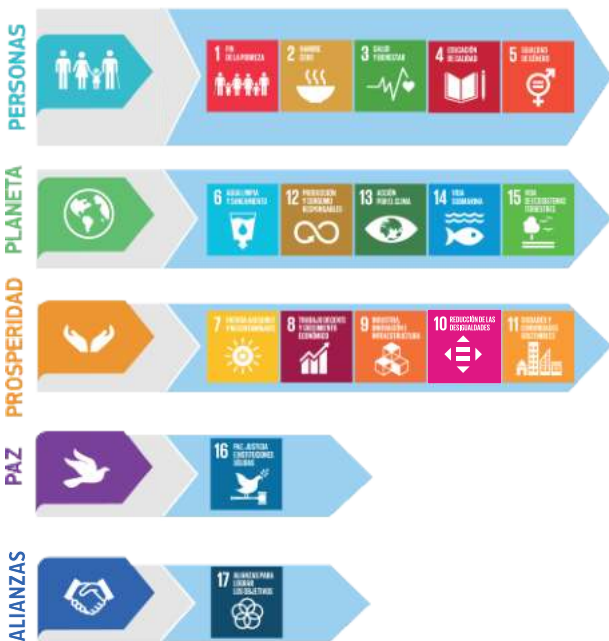 PERSONAS
1 FIN
DE LA POBREZA
2 HAMBRE
CERO
3 SALUD
Y BIENESTAR
4 EDUCACIÓN
DE CALIDAD
5 IGUALDAD
DE GÉNERO
PLANETA
6 AGUA LIMPIA
Y SANEAMIENTO
12 PRODUCCIÓN
Y CONSUMO
RESPONSABLES
13 ACCIÓN
POR EL CLIMA
14 VIDA
SUBMARINA
15 VIDA
DE ECOSISTEMAS
TERRESTRES
PROSPERIDAD
7 ENERGÍA ASEQUIBLE
Y NO CONTAMINANTE
8 TRABAJO DECENTE
Y CRECIMIENTO
ECONÓMICO
9 INDUSTRIA,
INNOVACIÓN E
INFRAESTRUCTURA
10 REDUCCIÓN DE LAS
DESIGUALDADES
11 CIUDADES Y
COMUNIDADES
SOSTENIBLES
PAZ
16 PAZ, JUSTICIA
E INSTITUCIONES
SÓLIDAS
ALIANZAS
17 ALIANZAS PARA
LOGRAR
LOS OBJETIVOS